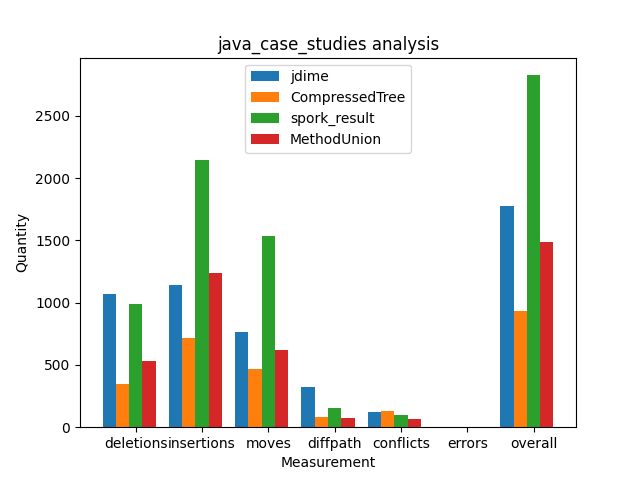 java_case_studies analysis
jdime
CompressedTree
spork_result
MethodUnion
Quantity
2500
2000
1500
1000
500
0
deletions insertions moves diffpath conflicts errors overall
Measurement